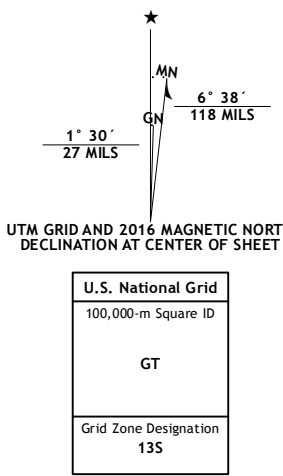 ★
MN
GN
6° 38´
118 MILS
1° 30´
27 MILS
UTM GRID AND 2016 MAGNETIC NORT
DECLINATION AT CENTER OF SHEET
U.S. National Grid
100,000-m Square ID
GT
Grid Zone Designation
13S